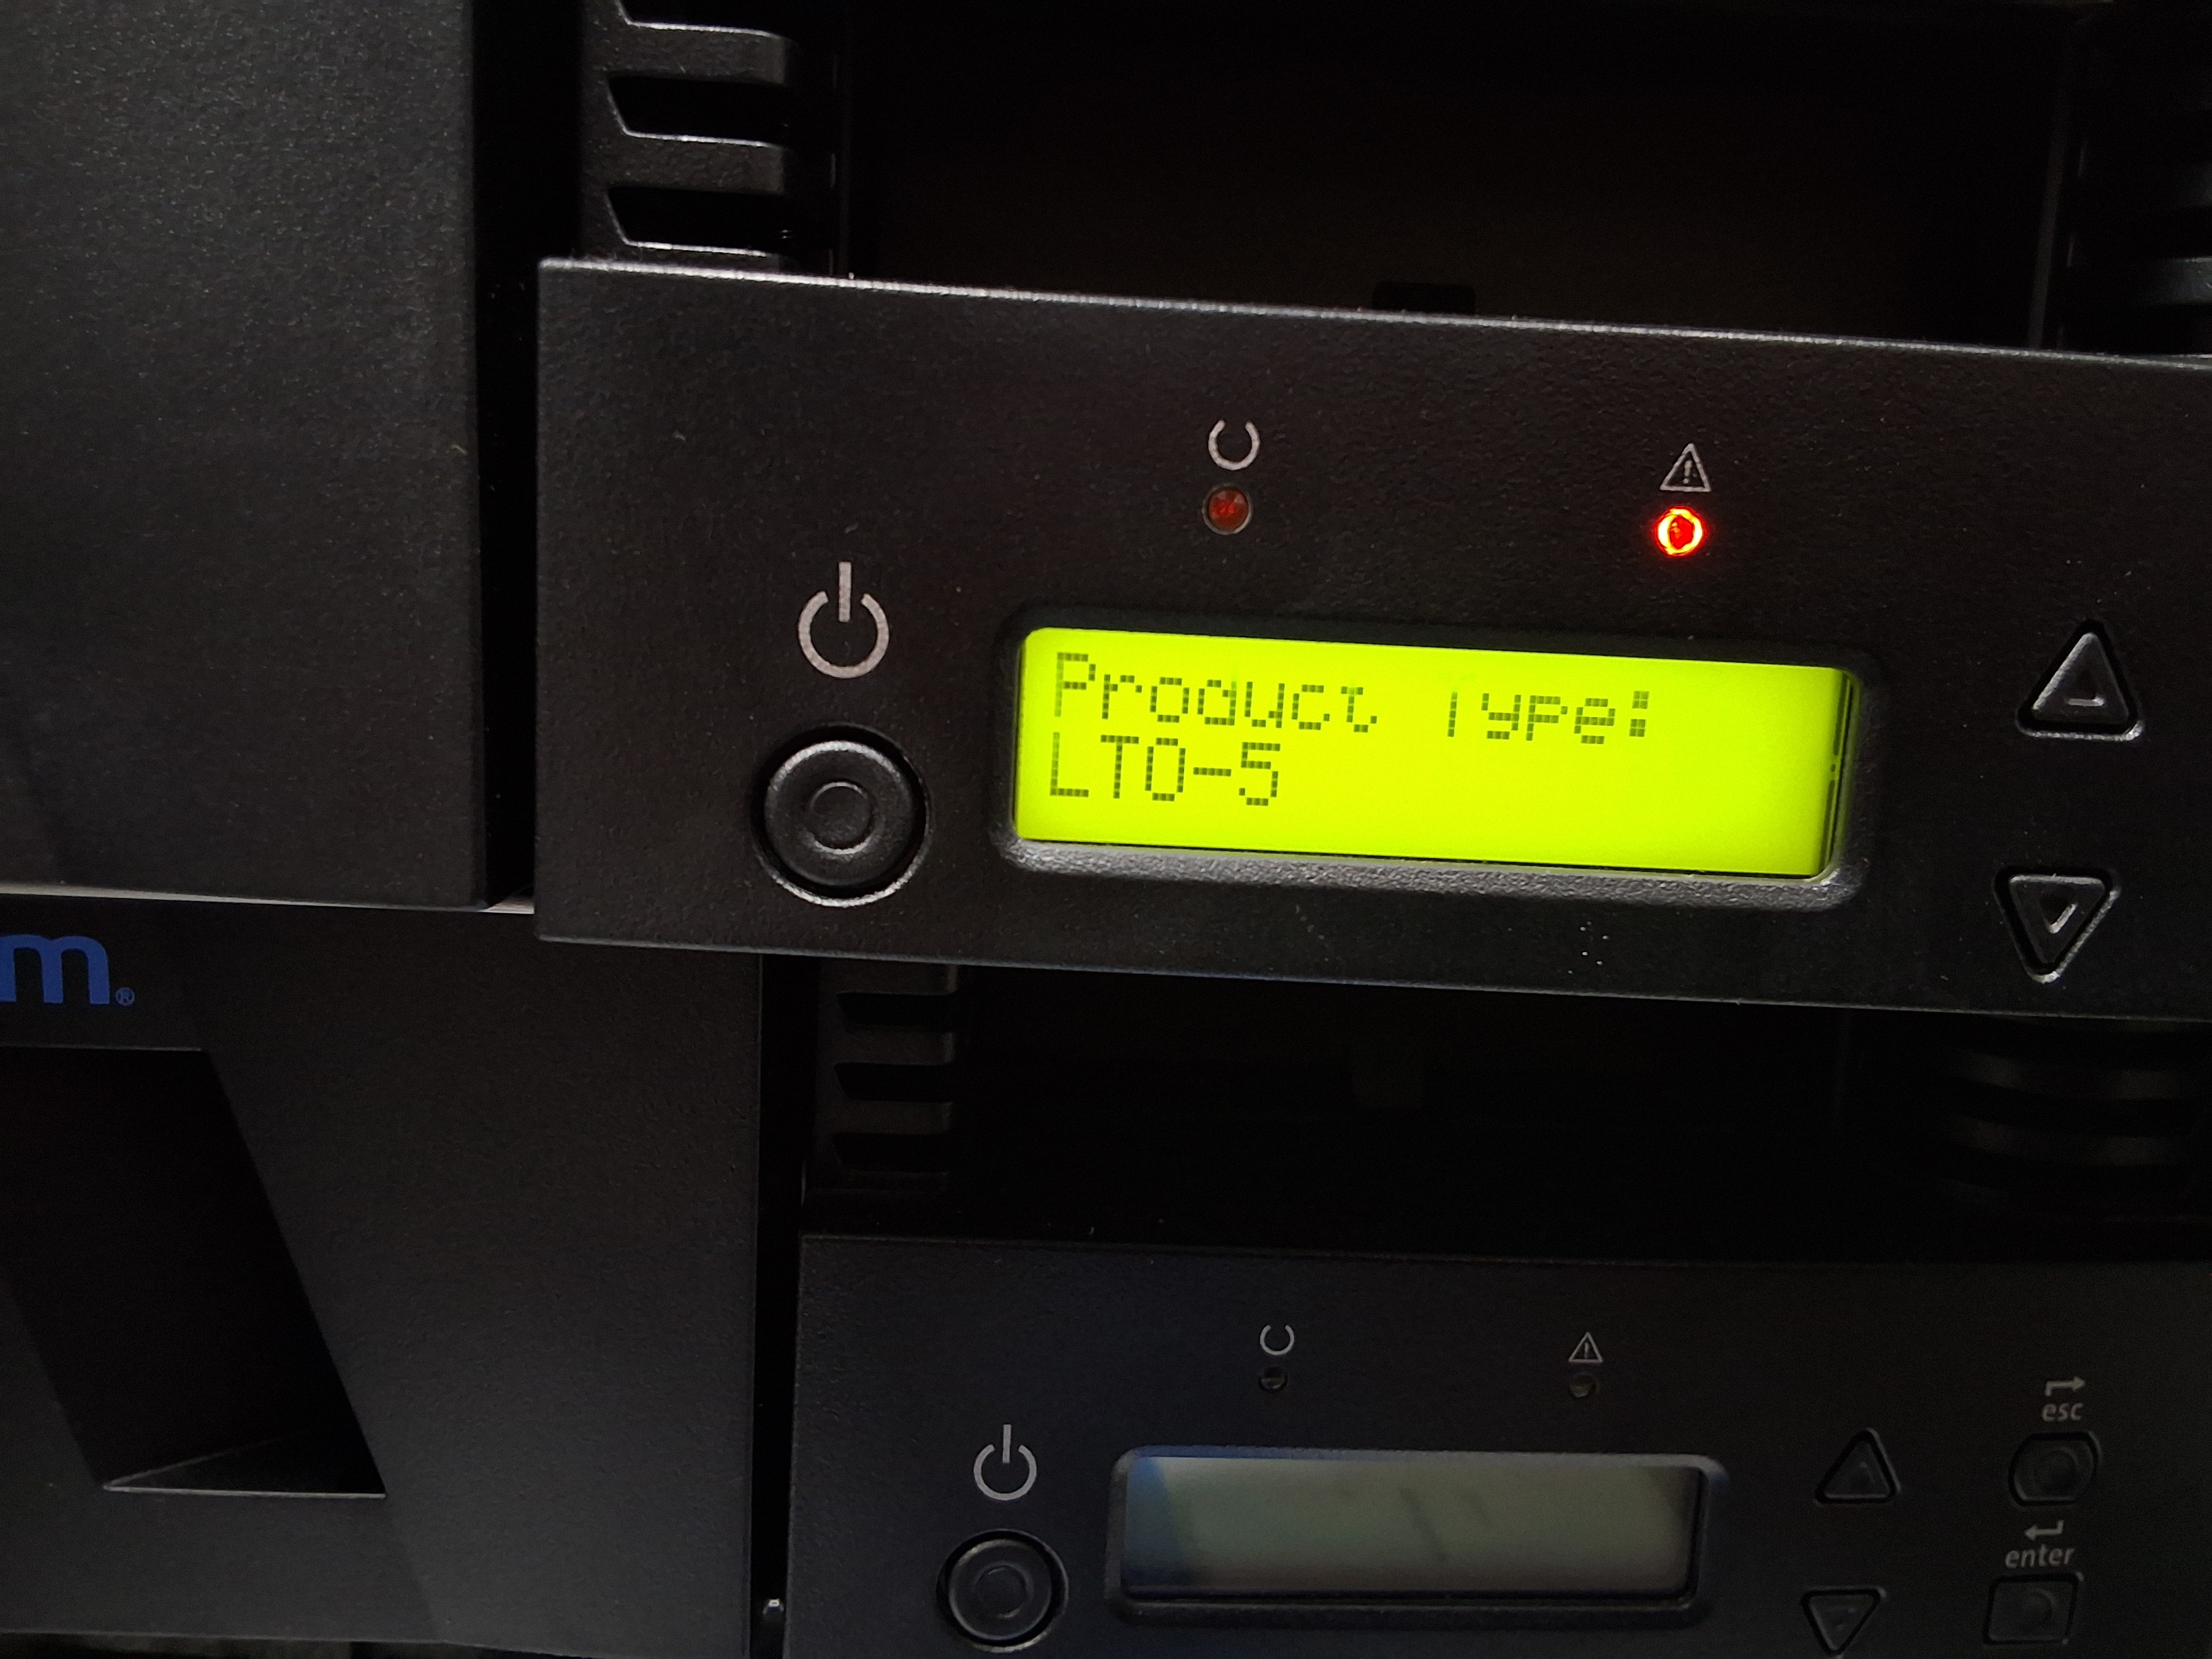 Product Type:
LTO-5
m®
esc
enter